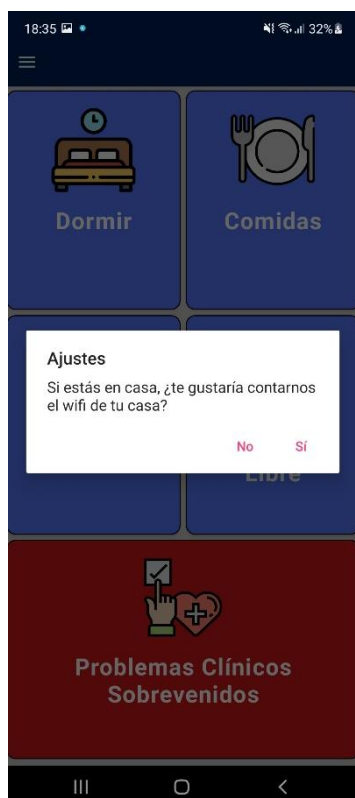 18:35
32%
Dormir
Comidas
Ajustes
Si estás en casa, ¿te gustaría contarnos
el wifi de tu casa?
No
Sí
Libre
Problemas Clínicos
Sobrevenidos